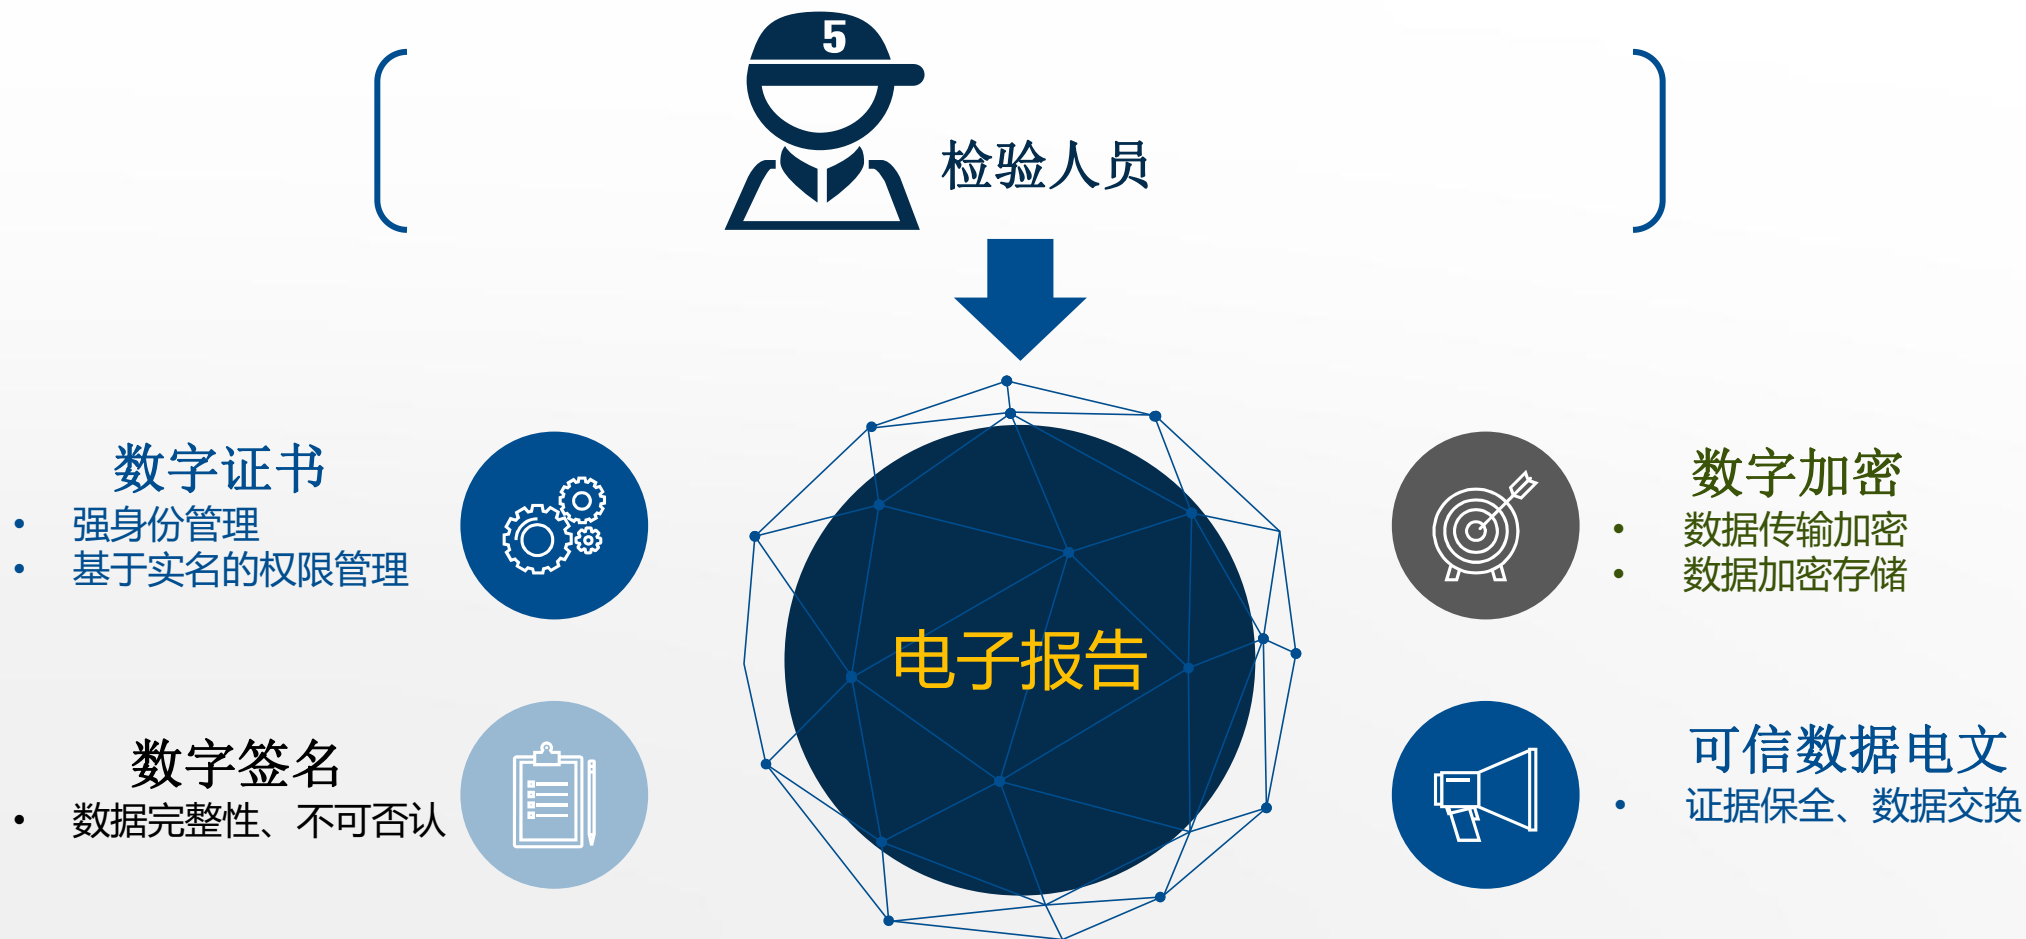 5
检验人员
数字证书
• 强身份管理
• 基于实名的权限管理
数字加密
• 数据传输加密
• 数据加密存储
电子报告
数字签名
• 数据完整性、不可否认
可信数据电文
• 证据保全、数据交换